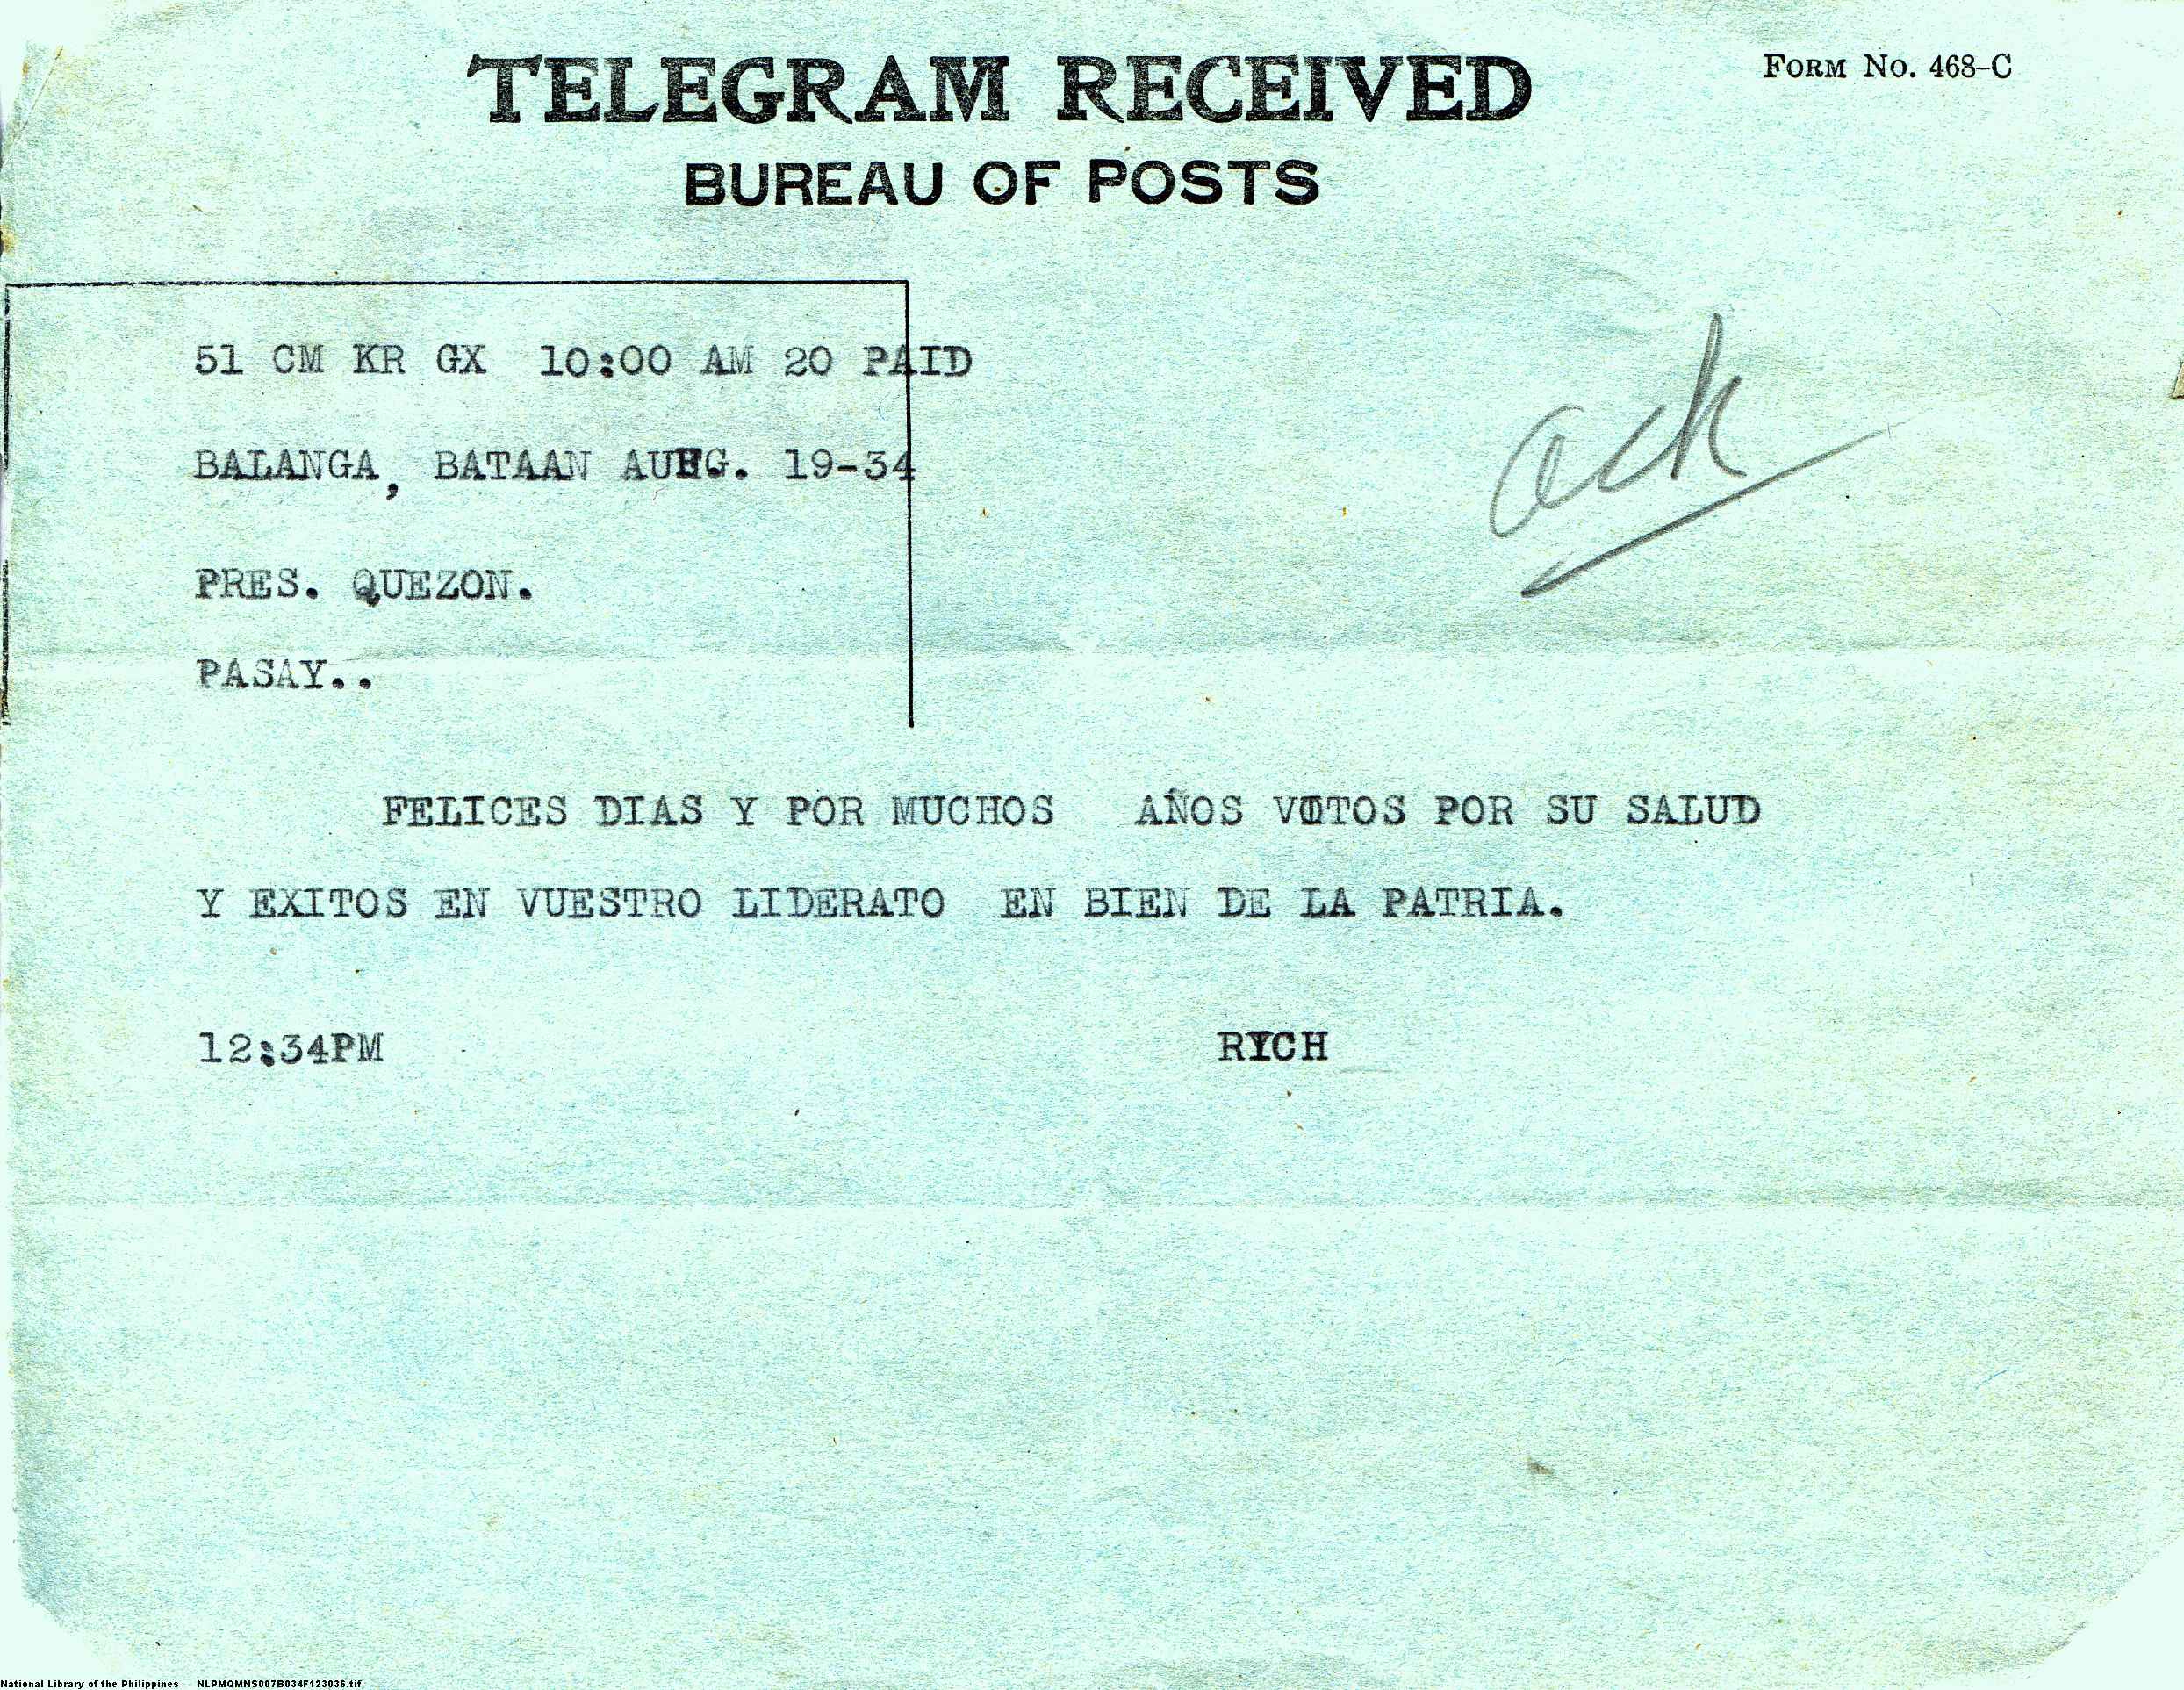 TELEGRAM RECEIVED
FORM NO. 468-C
BUREAU OF POSTS
51 CM KR GX 10:00 AM 20 PAID
BALANGA, BATAAN AUG. 19-34
ack
PRES. QUEZON.
PASAY..
FELICES DIAS Y POR MUCHOS AÑOS VOTOS POR SU SALUD
Y EXITOS EN VUESTRO LIDERATO EN BIEN DE LA PATRIA.
12:34PM
National Library of the Philippines NLPMQMNS007B034F123036.tif